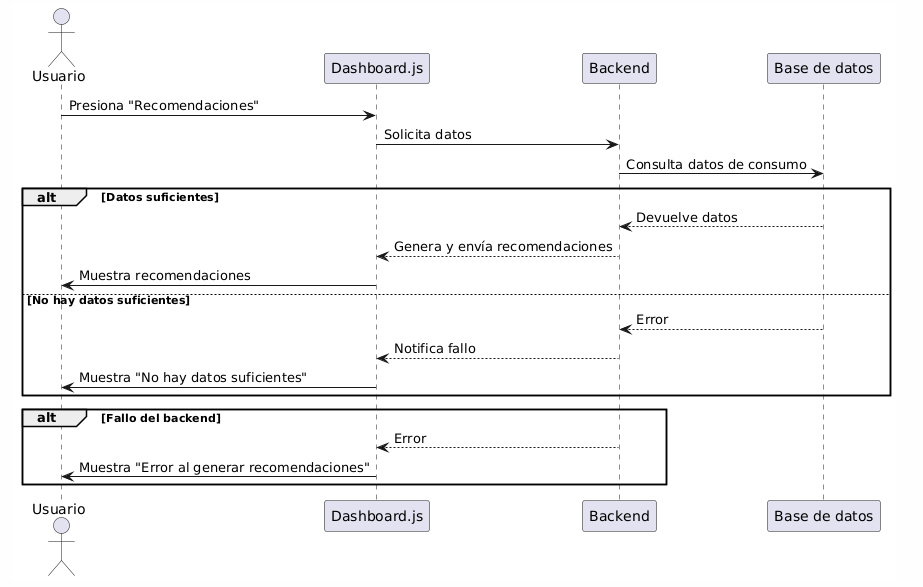 Usuario
Dashboard.js
Backend
Base de datos
Presiona "Recomendaciones"
Solicita datos
Consulta datos de consumo
alt
[Datos suficientes]
Devuelve datos
Genera y envía recomendaciones
Muestra recomendaciones
[No hay datos suficientes]
Error
Notifica fallo
Muestra "No hay datos suficientes"
alt
[Fallo del backend]
Error
Muestra "Error al generar recomendaciones"
Usuario
Dashboard.js
Backend
Base de datos